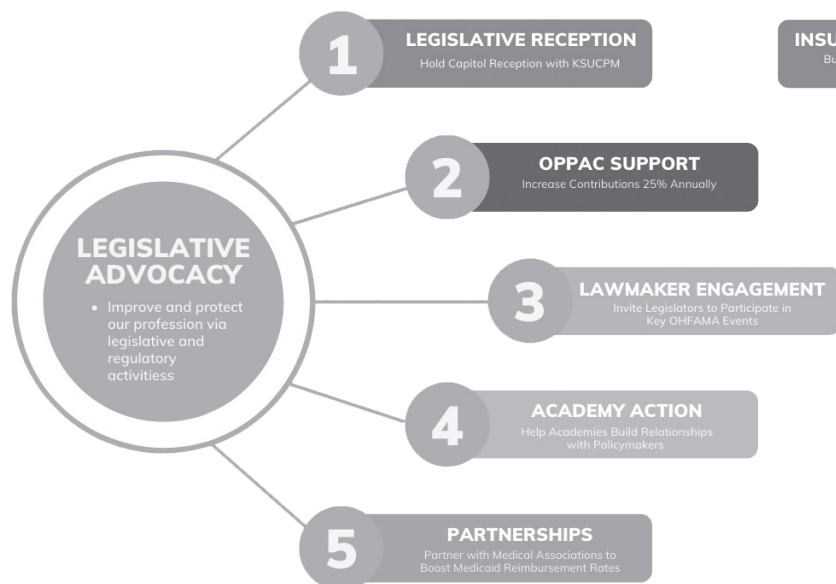 1
LEGISLATIVE RECEPTION
Hold Capitol Reception with KSUCPM
INSU
Bu
2
OPPAC SUPPORT
Increase Contributions 25% Annually
LEGISLATIVE
ADVOCACY
• Improve and protect
our profession via
legislative and
regulatory
activitiess
3
LAWMAKER ENGAGEMENT
Invite Legislators to Participate in
Key OHFAMA Events
4
ACADEMY ACTION
Help Academies Build Relationships
with Policymakers
5
PARTNERSHIPS
Partner with Medical Associations to
Boost Medicaid Reimbursement Rates